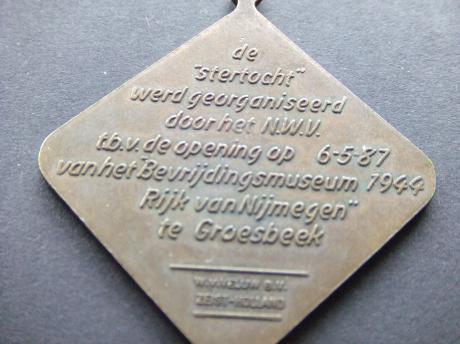 de
"stertocht"
werd georganiseerd
door het N.W.V.
t.b.v. de opening op 6-5-87
van het "Bevrijdingsmuseum 1944
Rijk van Nijmegen"
te Groesbeek
W.V.VELUW B.V.
ZEIST-HOLLAND